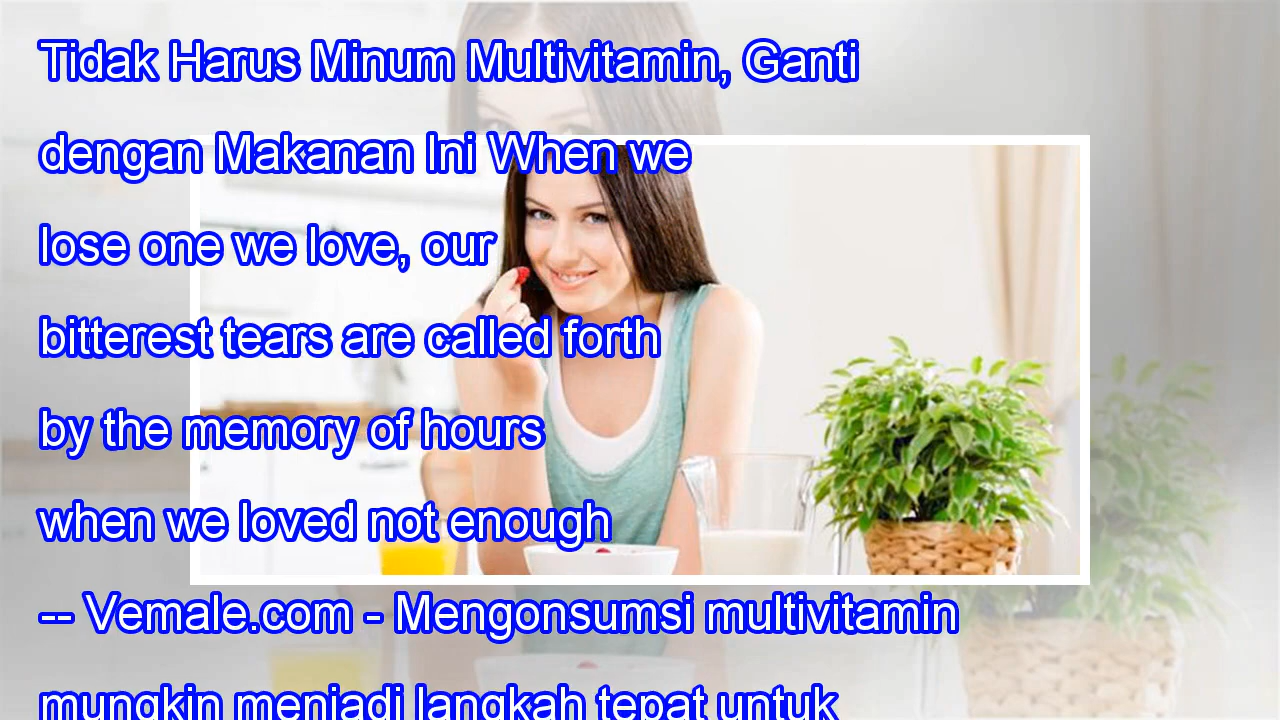 Tidak Harus Minum Multivitamin, Ganti
dengan Makanan Ini When we
lose one we love, our
bitterest tears are called forth
by the memory of hours
when we loved not enough
-- Vemale.com - Mengonsumsi multivitamin
mungkin menjadi langkah tepat untuk